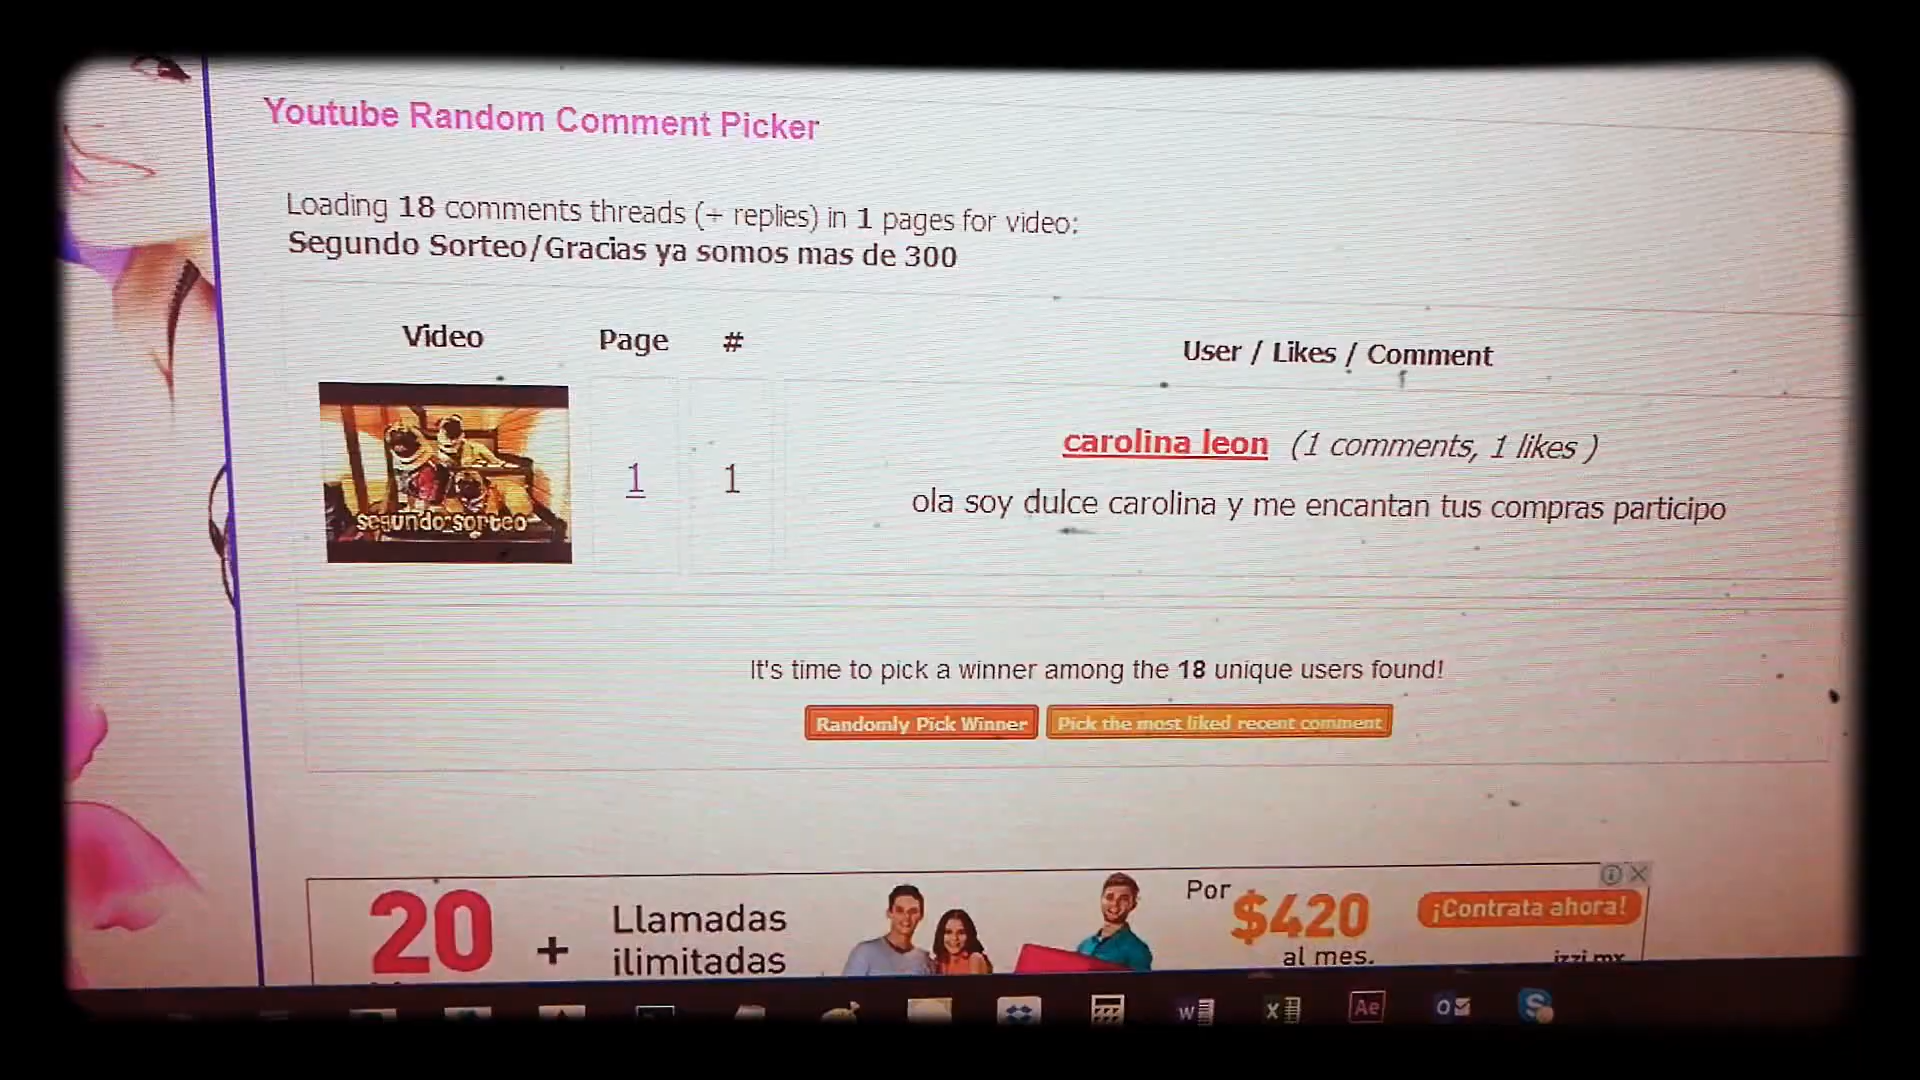 Youtube Random Comment Picker
Loading 18 comments threads (+ replies) in 1 pages for video:
Segundo Sorteo/Gracias ya somos mas de 300
Video Page # User / Likes / Comment
segundo sorteo
1 1
carolina leon (1 comments, 1 likes )
ola soy dulce carolina y me encantan tus compras participo
It's time to pick a winner among the 18 unique users found!
Randomly Pick Winner Pick the most liked recent comment
20 + Llamadas ilimitadas
Por $420 al mes.
¡Contrata ahora!
izzi.mx
W X Ae O S